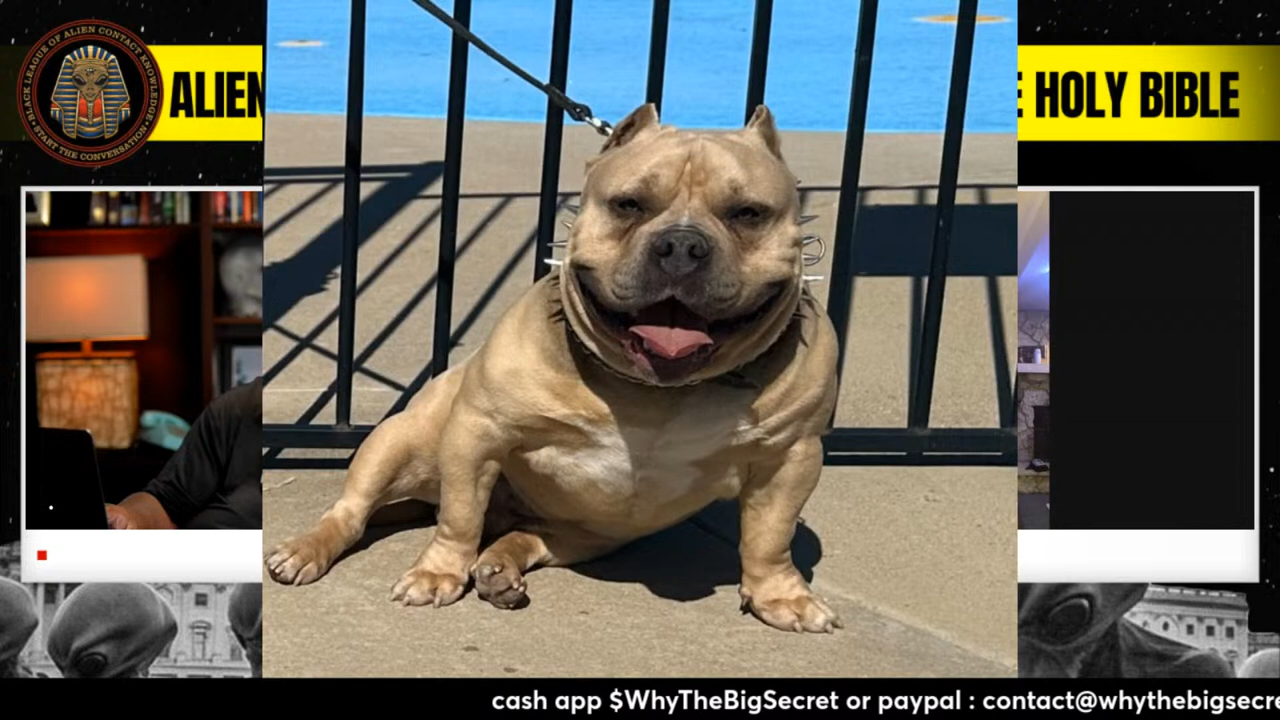 BLACK LEAGUE OF ALIEN CONTACT KNOWLEDGE
START THE CONVERSATION
ALIEN
HOLY BIBLE
cash app $WhyTheBigSecret or paypal : contact@whythebigsecre